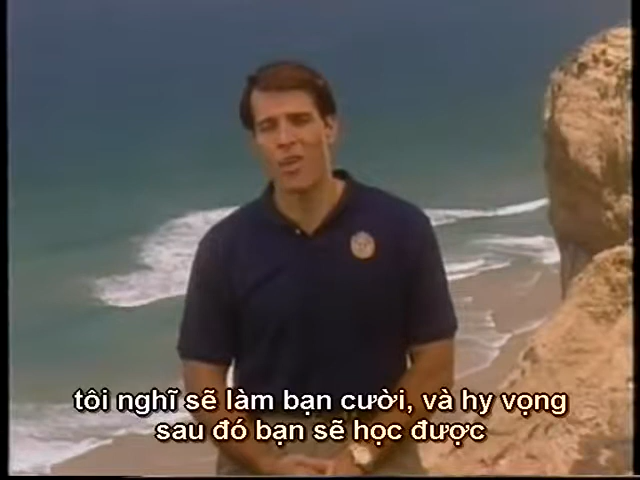 tôi nghĩ sẽ làm bạn cười, và hy vọng
sau đó bạn sẽ học được